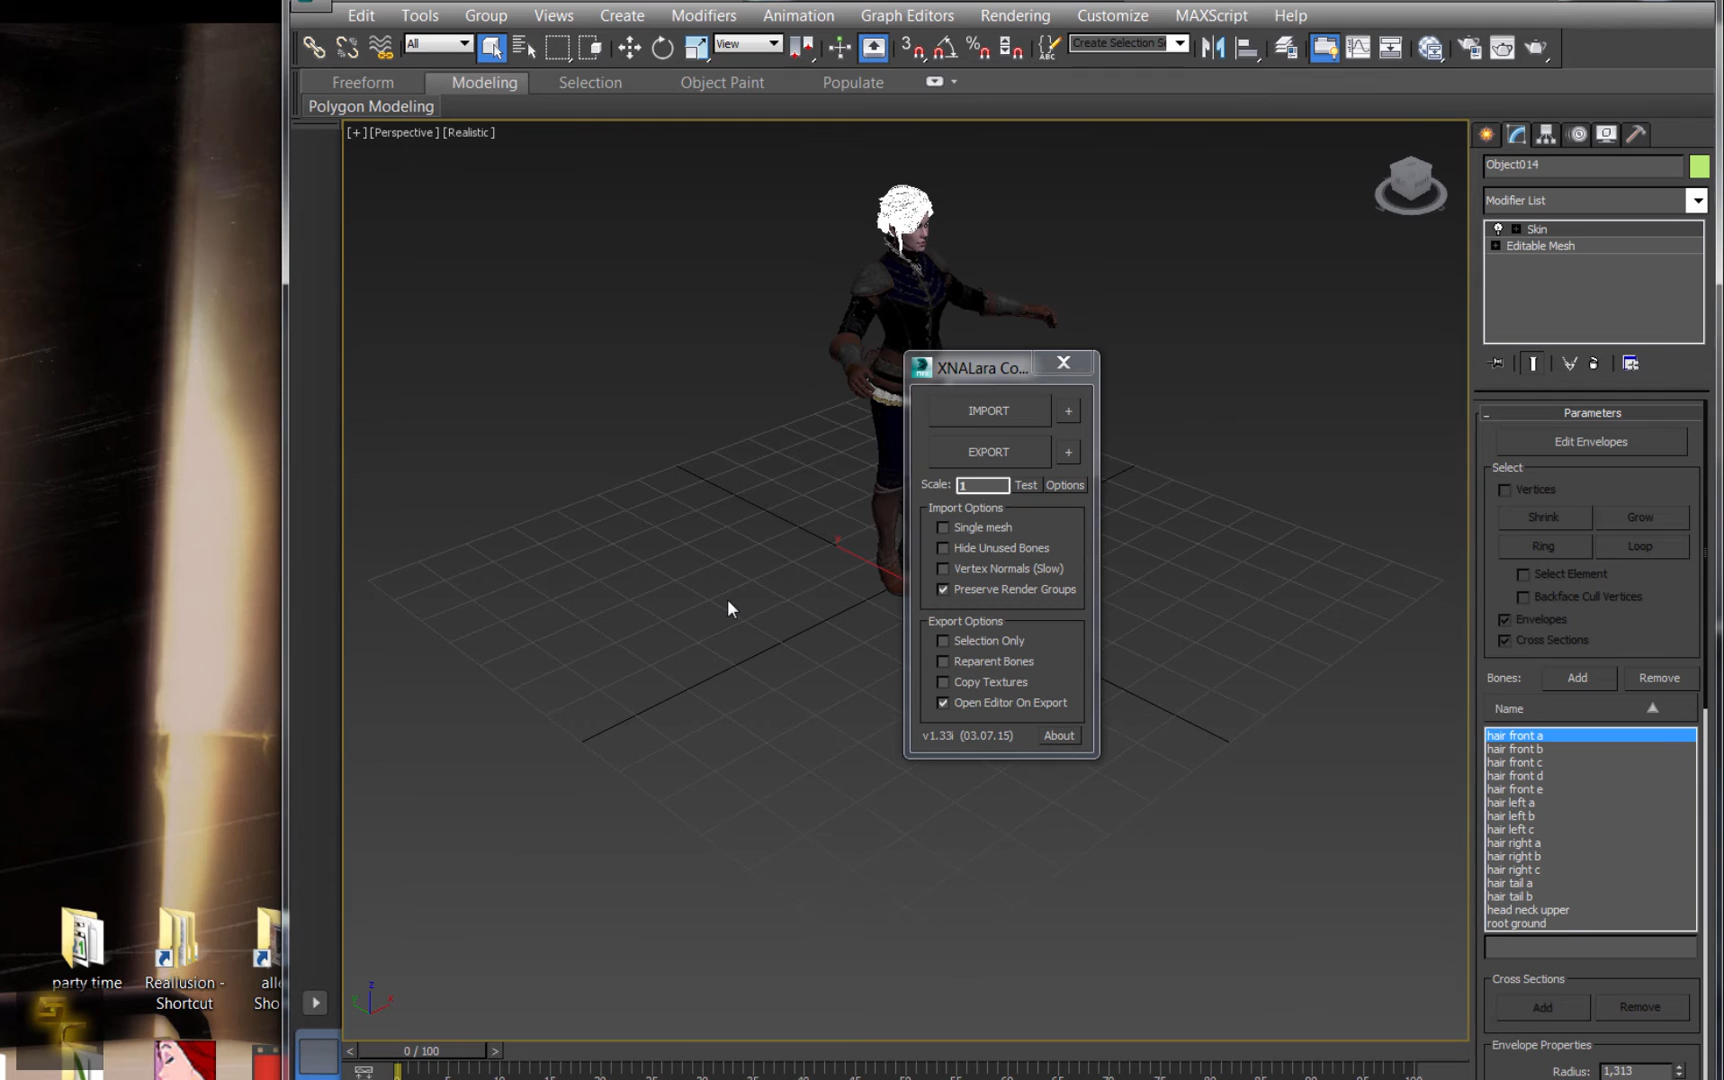 Edit Tools Group Views Create Modifiers Animation Graph Editors Rendering Customize MAXScript Help
All View 3 % ABC Create Selection Se
Freeform Modeling Selection Object Paint Populate
Polygon Modeling
[+] [Perspective ] [Realistic ]
Object014
Modifier List
Skin
Editable Mesh
Parameters
Edit Envelopes
Select
Vertices
Shrink Grow
Ring Loop
Select Element
Backface Cull Vertices
Envelopes
Cross Sections
Bones: Add Remove
Name
hair front a
hair front b
hair front c
hair front d
hair front e
hair left a
hair left b
hair left c
hair right a
hair right b
hair right c
hair tail a
hair tail b
head neck upper
root ground
Cross Sections
Add Remove
Envelope Properties
Radius: 1,313
XNALara Co... X
IMPORT +
EXPORT +
Scale: 1 Test Options
Import Options
Single mesh
Hide Unused Bones
Vertex Normals (Slow)
Preserve Render Groups
Export Options
Selection Only
Reparent Bones
Copy Textures
Open Editor On Export
v1.33i (03.07.15) About
x
z
x
party time
Reallusion -
Shortcut
alle
Sho
< 0 / 100 >